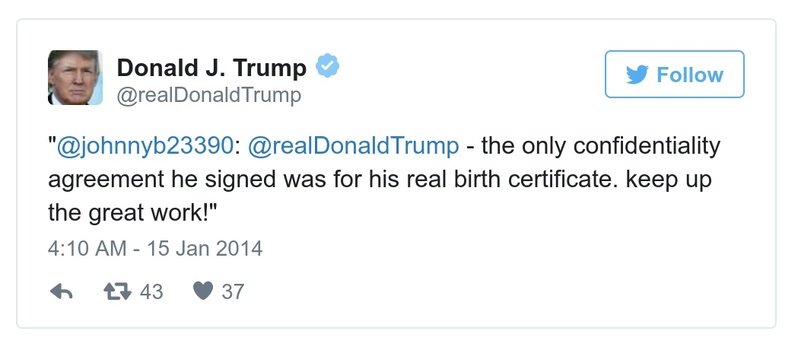 Donald J. Trump
@realDonaldTrump
Follow
"@johnnyb23390: @realDonaldTrump - the only confidentiality
agreement he signed was for his real birth certificate. keep up
the great work!"
4:10 AM - 15 Jan 2014
43 37